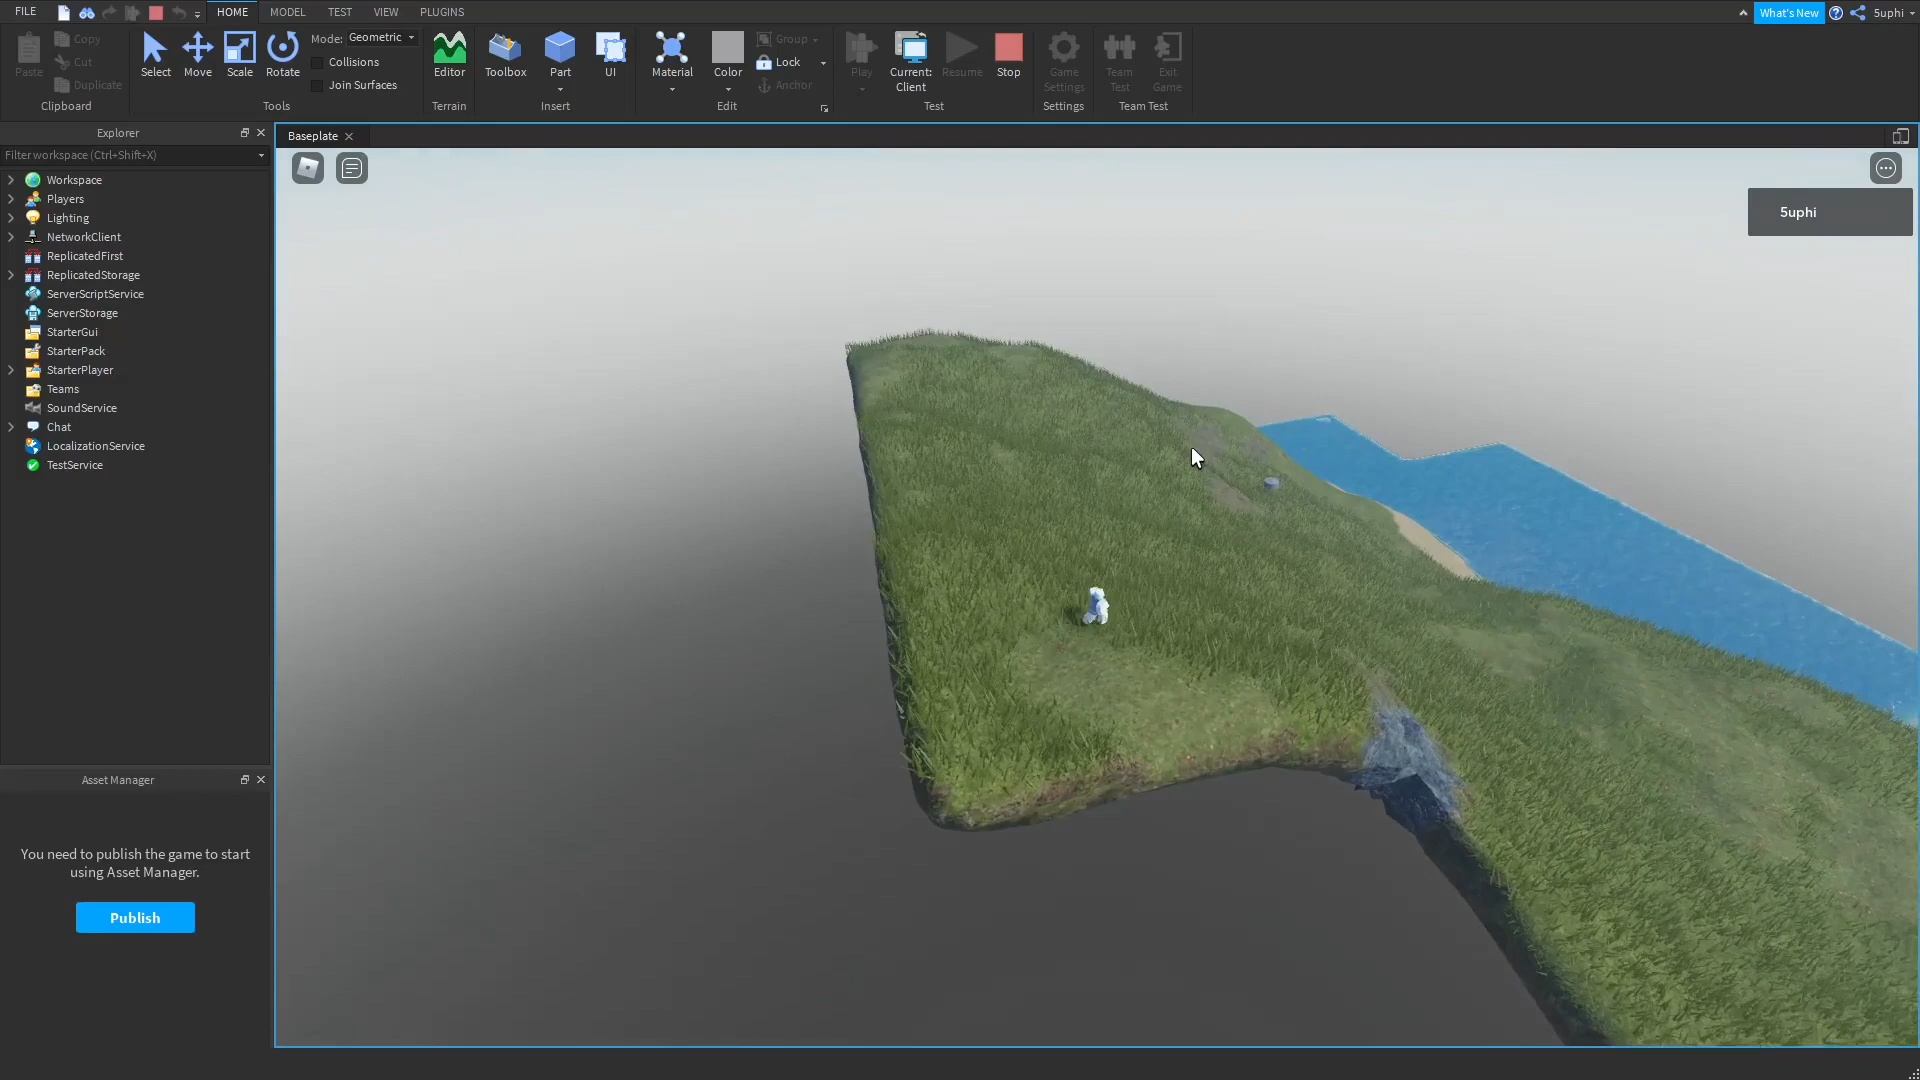 FILE
HOME
MODEL
TEST
VIEW
PLUGINS
What's New
5uphi
Paste
Copy
Cut
Duplicate
Clipboard
Select
Move
Scale
Rotate
Mode: Geometric
Collisions
Join Surfaces
Tools
Editor
Terrain
Toolbox
Part
UI
Insert
Material
Color
Group
Lock
Anchor
Edit
Play
Current:
Client
Resume
Stop
Test
Game
Settings
Settings
Team
Test
Exit
Game
Team Test
Explorer
Filter workspace (Ctrl+Shift+X)
Workspace
Players
Lighting
NetworkClient
ReplicatedFirst
ReplicatedStorage
ServerScriptService
ServerStorage
StarterGui
StarterPack
StarterPlayer
Teams
SoundService
Chat
LocalizationService
TestService
Asset Manager
You need to publish the game to start
using Asset Manager.
Publish
Baseplate
5uphi